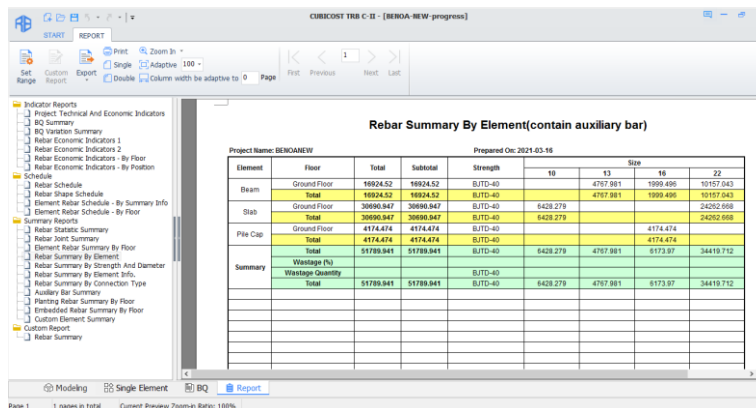 CUBICOST TRB C-II - [BENOA-NEW-progress]
START REPORT
Set Range
Custom Report
Export
Print
Single
Double
Zoom In
Adaptive 100
Column width be adaptive to 0 Page
First Previous 1 Next Last
Indicator Reports
Project Technical And Economic Indicators
BQ Summary
BQ Variation Summary
Rebar Economic Indicators 1
Rebar Economic Indicators 2
Rebar Economic Indicators - By Floor
Rebar Economic Indicators - By Position
Schedule
Rebar Schedule
Rebar Shape Schedule
Element Rebar Schedule - By Summary Info
Element Rebar Schedule - By Floor
Summary Reports
Rebar Statistic Summary
Rebar Joint Summary
Element Rebar Summary By Floor
Rebar Summary By Element
Rebar Summary By Strength And Diameter
Rebar Summary By Element Info.
Rebar Summary By Connection Type
Auxiliary Bar Summary
Planting Rebar Summary By Floor
Embedded Rebar Summary By Floor
Custom Element Summary
Custom Report
Rebar Summary
Rebar Summary By Element(contain auxiliary bar)
Project Name: BENOANEW Prepared On: 2021-03-16
Element Floor Total Subtotal Strength Size
10 13 16 22
Beam Ground Floor 16924.52 16924.52 BJTD-40 4767.981 1999.496 10157.043
Total 16924.52 16924.52 BJTD-40 4767.981 1999.496 10157.043
Slab Ground Floor 30690.947 30690.947 BJTD-40 6428.279 24262.668
Total 30690.947 30690.947 BJTD-40 6428.279 24262.668
Pile Cap Ground Floor 4174.474 4174.474 BJTD-40 4174.474
Total 4174.474 4174.474 BJTD-40 4174.474
Summary Total 51789.941 51789.941 BJTD-40 6428.279 4767.981 6173.97 34419.712
Wastage (%)
Wastage Quantity BJTD-40
Total 51789.941 51789.941 BJTD-40 6428.279 4767.981 6173.97 34419.712
Modeling Single Element BQ Report
Page 1 1 pages in total Current Preview Zoom-in Ratio: 100%